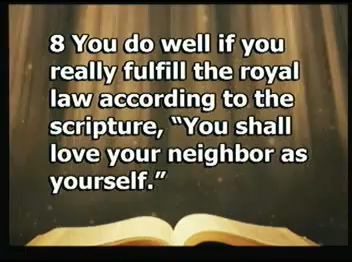 8 You do well if you
really fulfill the royal
law according to the
scripture, “You shall
love your neighbor as
yourself.”